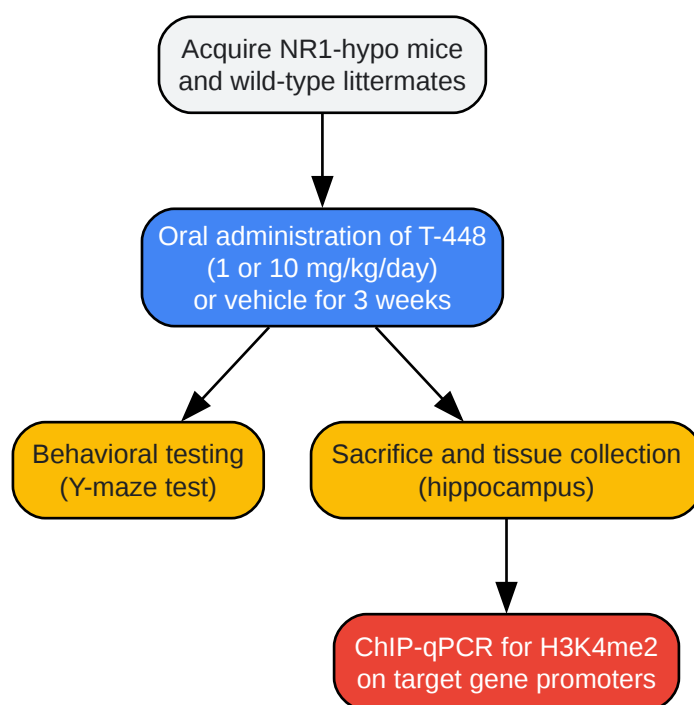 Acquire NR1-hypo mice
and wild-type littermates
Oral administration of T-448
(1 or 10 mg/kg/day)
or vehicle for 3 weeks
Behavioral testing
(Y-maze test)
Sacrifice and tissue collection
(hippocampus)
ChIP-qPCR for H3K4me2
on target gene promoters